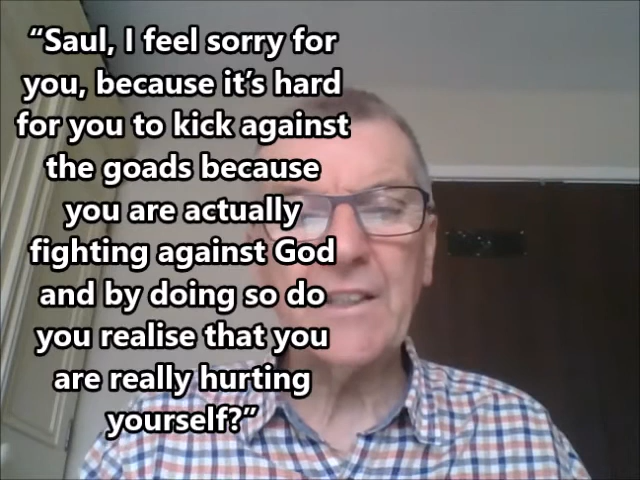 “Saul, I feel sorry for
you, because it’s hard
for you to kick against
the goads because
you are actually
fighting against God
and by doing so do
you realise that you
are really hurting
yourself?”